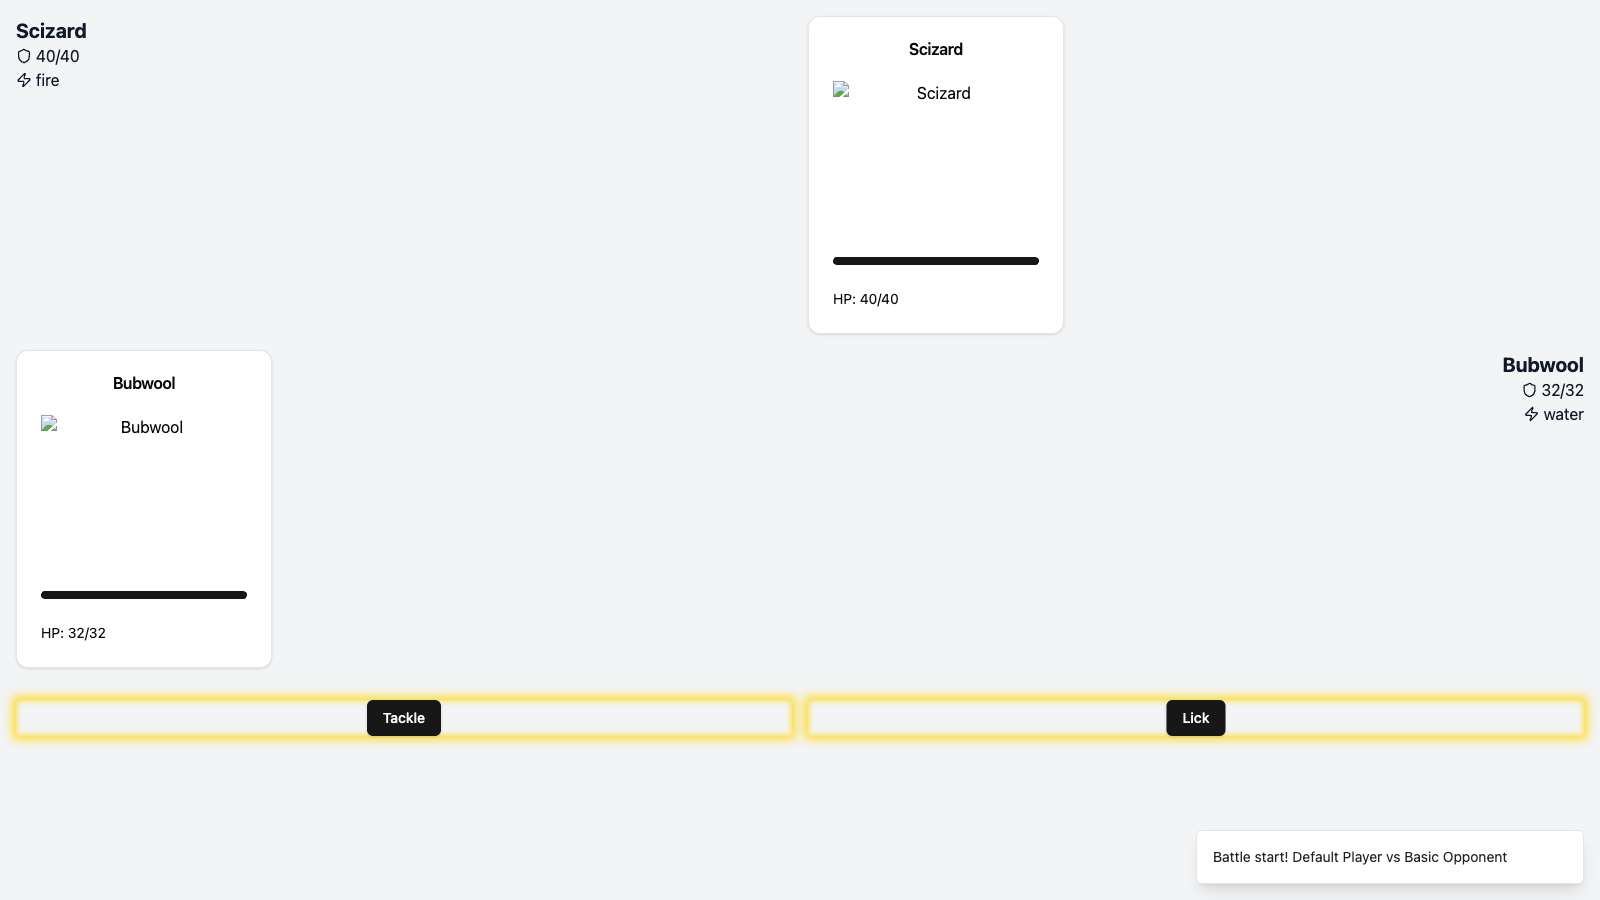 Scizard
40/40
fire
Scizard
Scizard
HP: 40/40
Bubwool
Bubwool
HP: 32/32
Bubwool
32/32
water
Tackle
Lick
Battle start! Default Player vs Basic Opponent